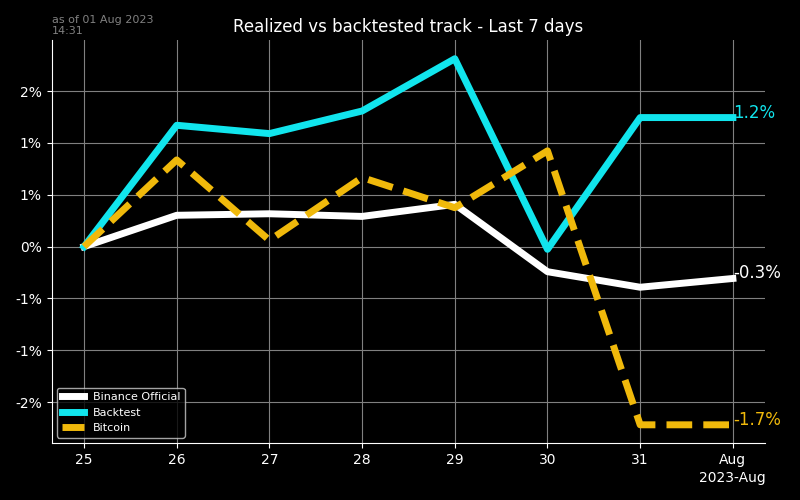 as of 01 Aug 2023
14:31
Realized vs backtested track - Last 7 days
2%
1%
1%
0%
-1%
-1%
-2%
1.2%
-0.3%
-1.7%
Binance Official
Backtest
Bitcoin
25 26 27 28 29 30 31 Aug
2023-Aug